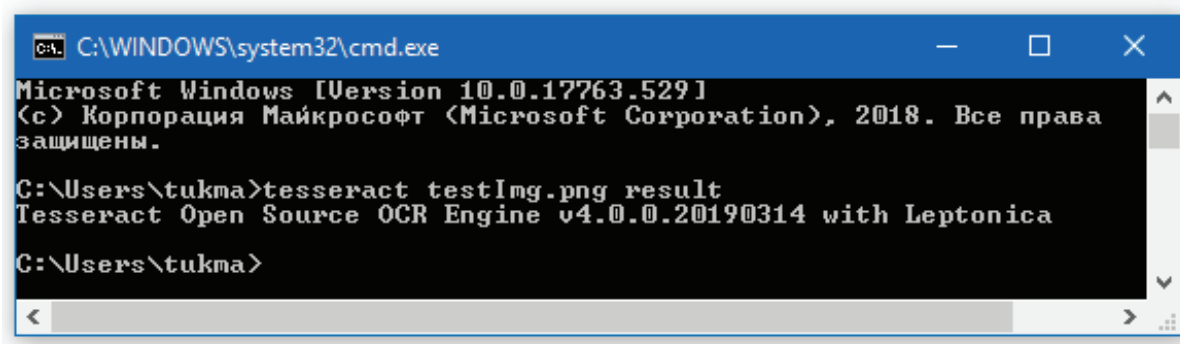 C:\WINDOWS\system32\cmd.exe
Microsoft Windows [Version 10.0.17763.529]
(c) Корпорация Майкрософт (Microsoft Corporation), 2018. Все права
защищены.
C:\Users\tukma>tesseract testImg.png result
Tesseract Open Source OCR Engine v4.0.0.20190314 with Leptonica
C:\Users\tukma>